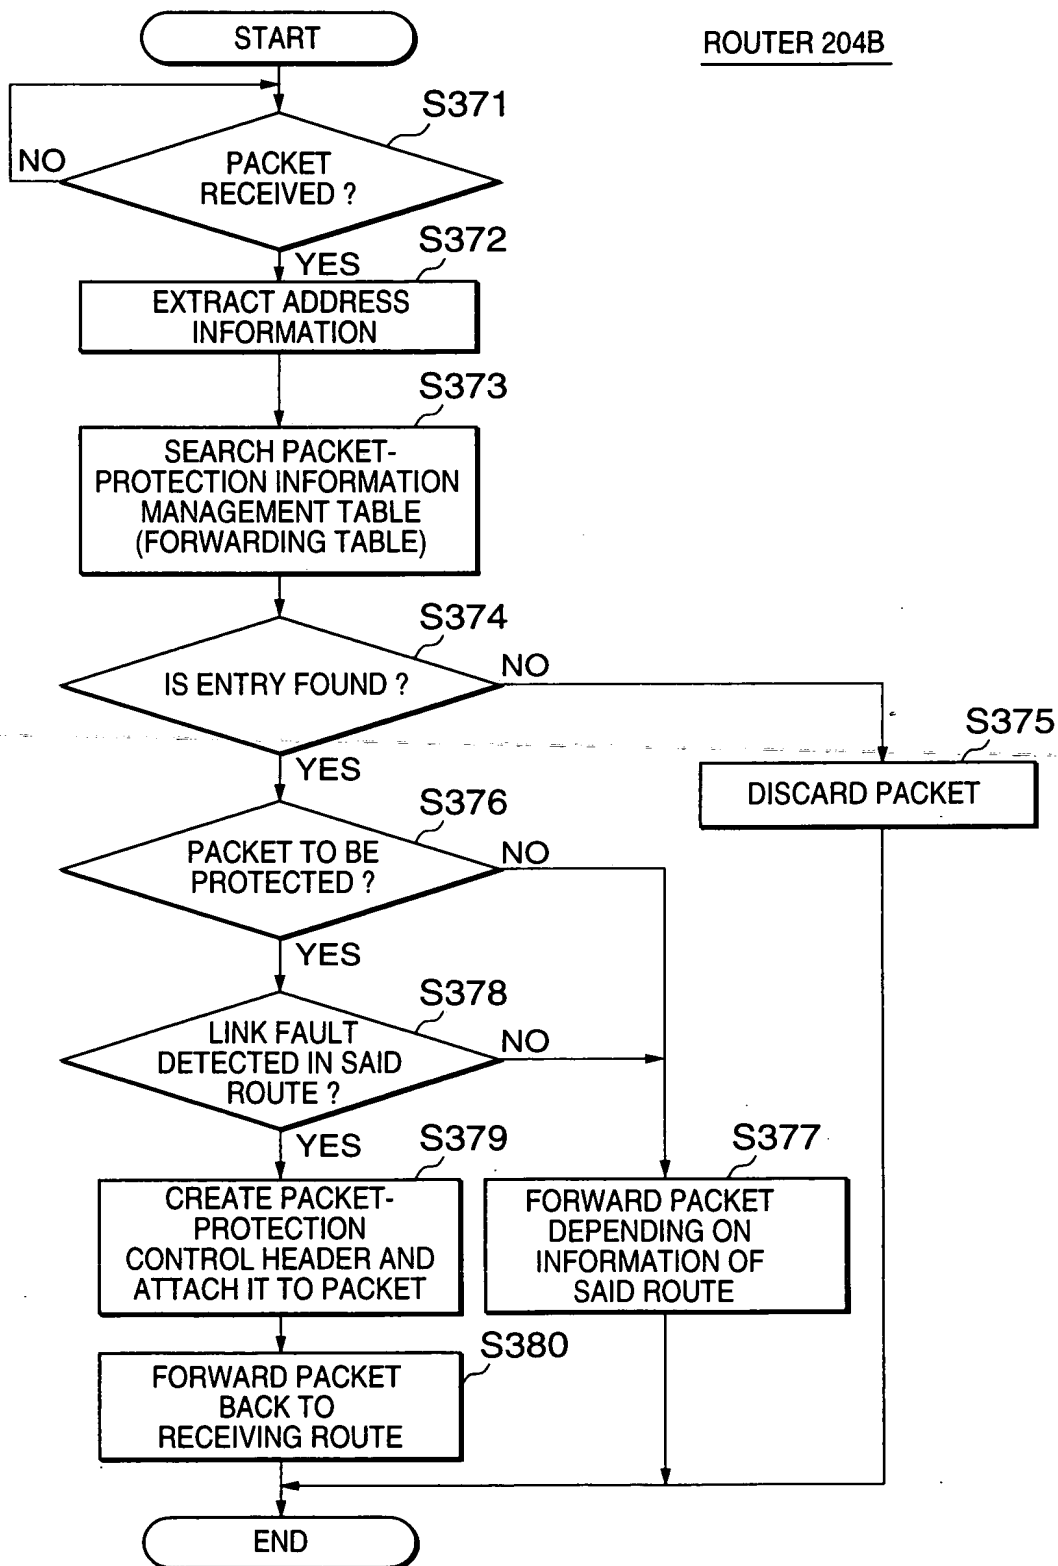 START
ROUTER 204B
S371
NO
PACKET
RECEIVED ?
S372
YES
EXTRACT ADDRESS
INFORMATION
S373
SEARCH PACKET-
PROTECTION INFORMATION
MANAGEMENT TABLE
(FORWARDING TABLE)
S374
IS ENTRY FOUND ?
NO
S375
YES
DISCARD PACKET
S376
PACKET TO BE
PROTECTED ?
NO
YES
S378
LINK FAULT
DETECTED IN SAID
ROUTE ?
NO
YES
S379
CREATE PACKET-
PROTECTION
CONTROL HEADER AND
ATTACH IT TO PACKET
S377
FORWARD PACKET
DEPENDING ON
INFORMATION OF
SAID ROUTE
S380
FORWARD PACKET
BACK TO
RECEIVING ROUTE
END